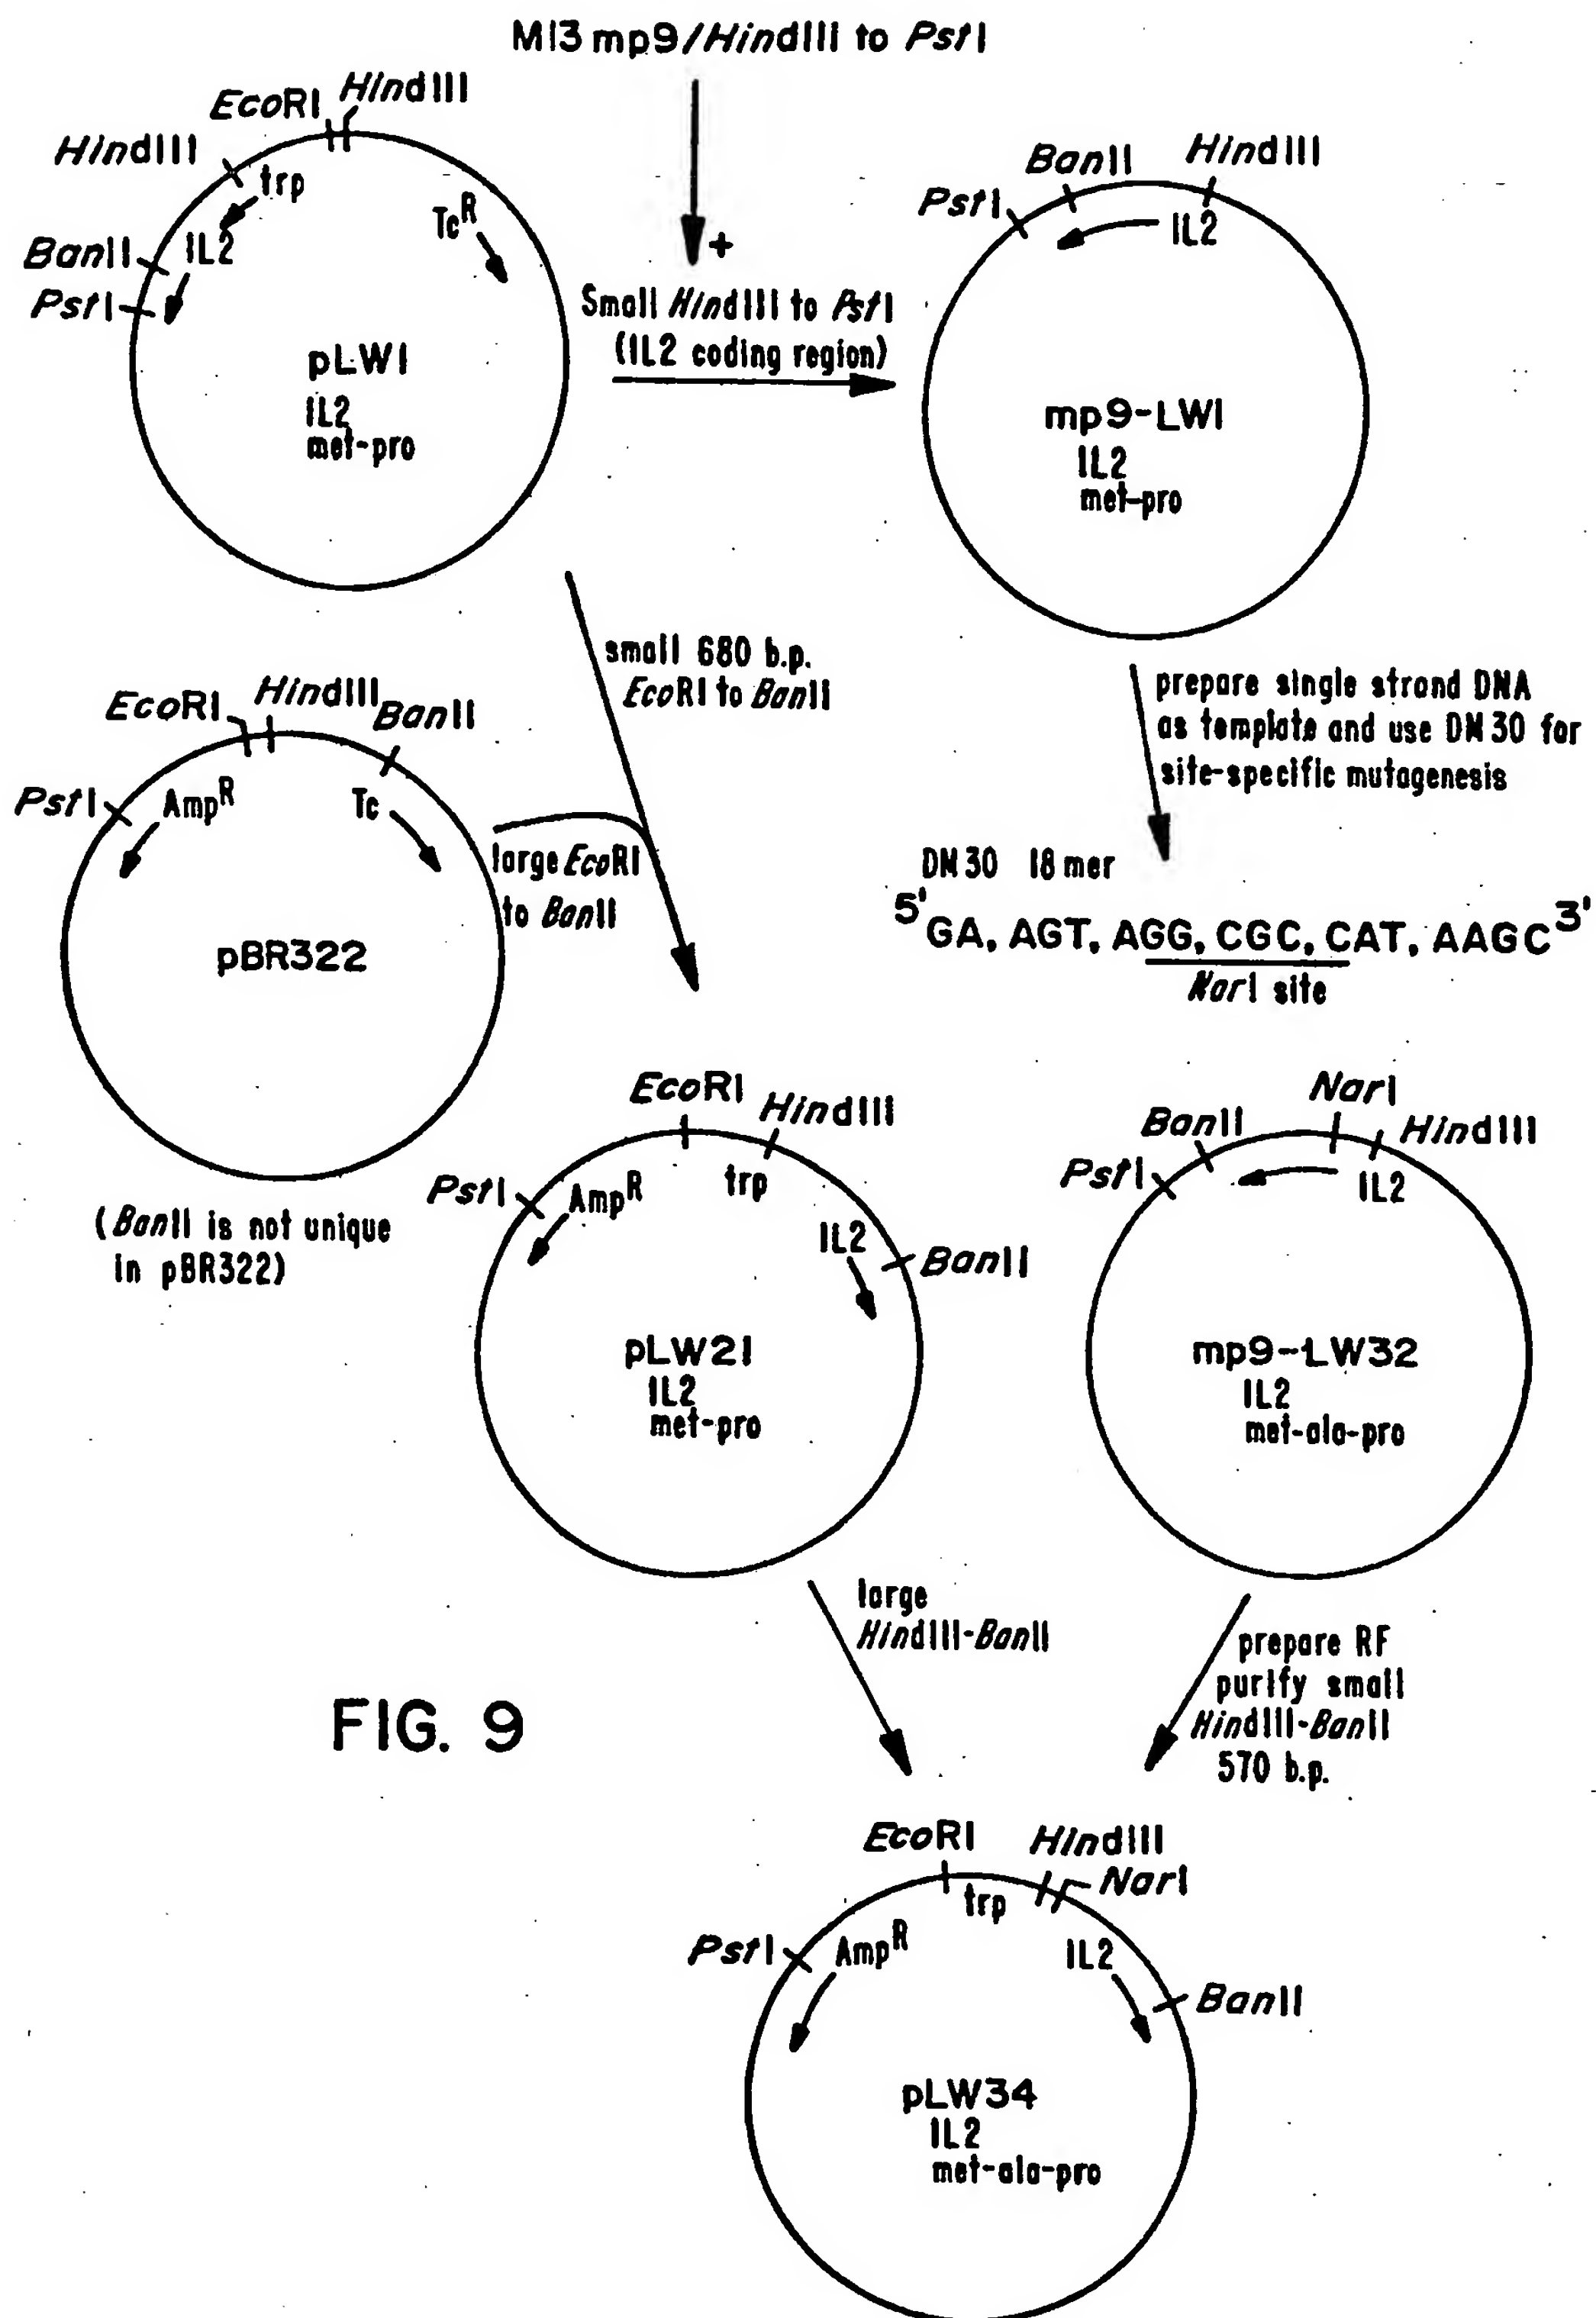 M13 mp9/HindIII to PstI
EcoRI
HindIII
HindIII
trp
BanII
IL2
PstI
TcR
pLW1
IL2
met-pro
+
Small HindIII to PstI
(IL2 coding region)
PstI
BanII
HindIII
IL2
mp9-LW1
IL2
met-pro
small 680 b.p.
EcoRI to BanII
prepare single strand DNA
as template and use DM 30 for
site-specific mutagenesis
EcoRI
HindIII
BanII
PstI
AmpR
Tc
large EcoRI
to BanII
pBR322
(BanII is not unique
in pBR322)
DM 30 18 mer
5' GA, AGT, AGG, CGC, CAT, AAGC 3'
NarI site
EcoRI
HindIII
PstI
AmpR
trp
IL2
BanII
pLW21
IL2
met-pro
NarI
BanII
HindIII
PstI
IL2
mp9-LW32
IL2
met-ala-pro
large
HindIII-BanII
prepare RF
purify small
HindIII-BanII
570 b.p.
FIG. 9
EcoRI
HindIII
NarI
trp
PstI
AmpR
IL2
BanII
pLW34
IL2
met-ala-pro